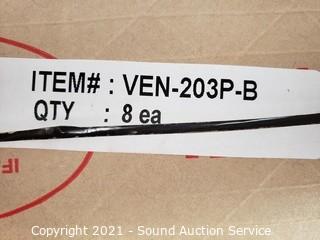 ITEM# : VEN-203P-B
QTY : 8 ea
Copyright 2021 - Sound Auction Service